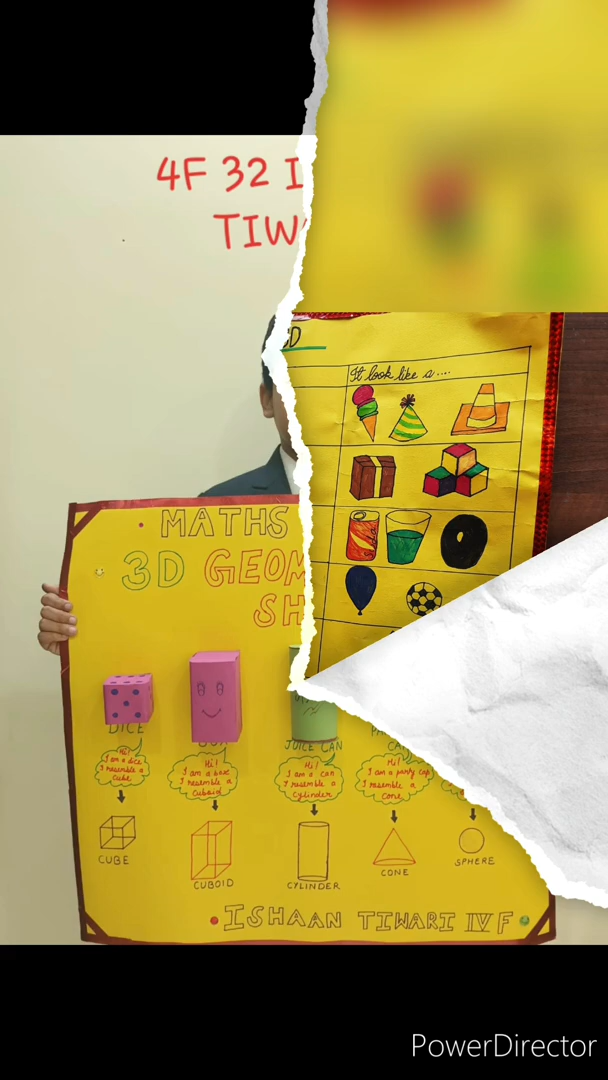 4F 32 I
TIW
It look like a....
MATHS
3D GEOM
SH
DICE
JUICE CAN
Hi!
I am a dice
I resemble a
Cube
Hi!
I am a box
I resemble a
Cuboid
Hi!
I am a can
I resemble a
Cylinder
Hi!
I am a party cap
I resemble a
Cone
CUBE
CUBOID
CYLINDER
CONE
SPHERE
ISHAAN TIWARI IV F
PowerDirector